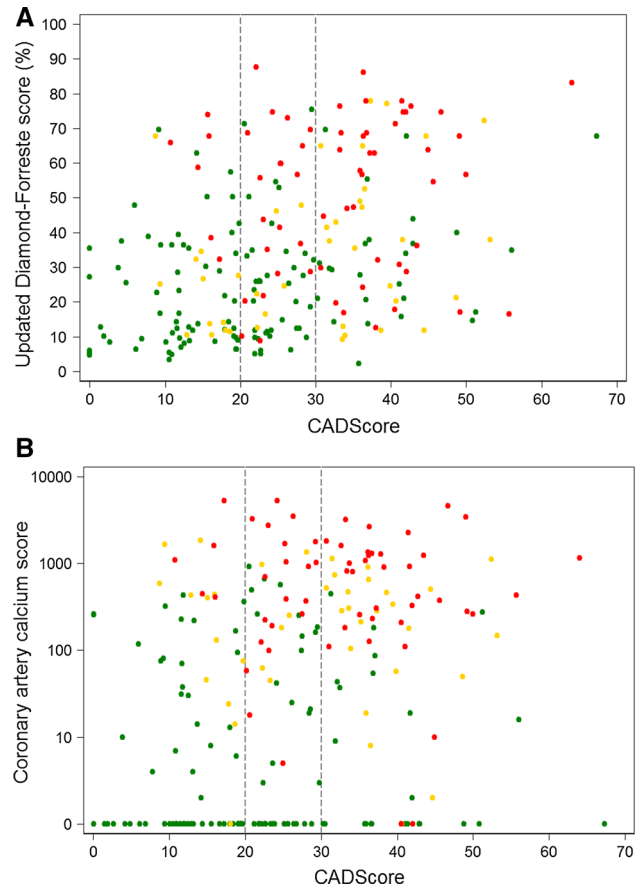 A
Updated Diamond-Forreste score (%)
100
90
80
70
60
50
40
30
20
10
0
0 10 20 30 40 50 60 70
CADScore
B
Coronary artery calcium score
10000
1000
100
10
0
0 10 20 30 40 50 60 70
CADScore